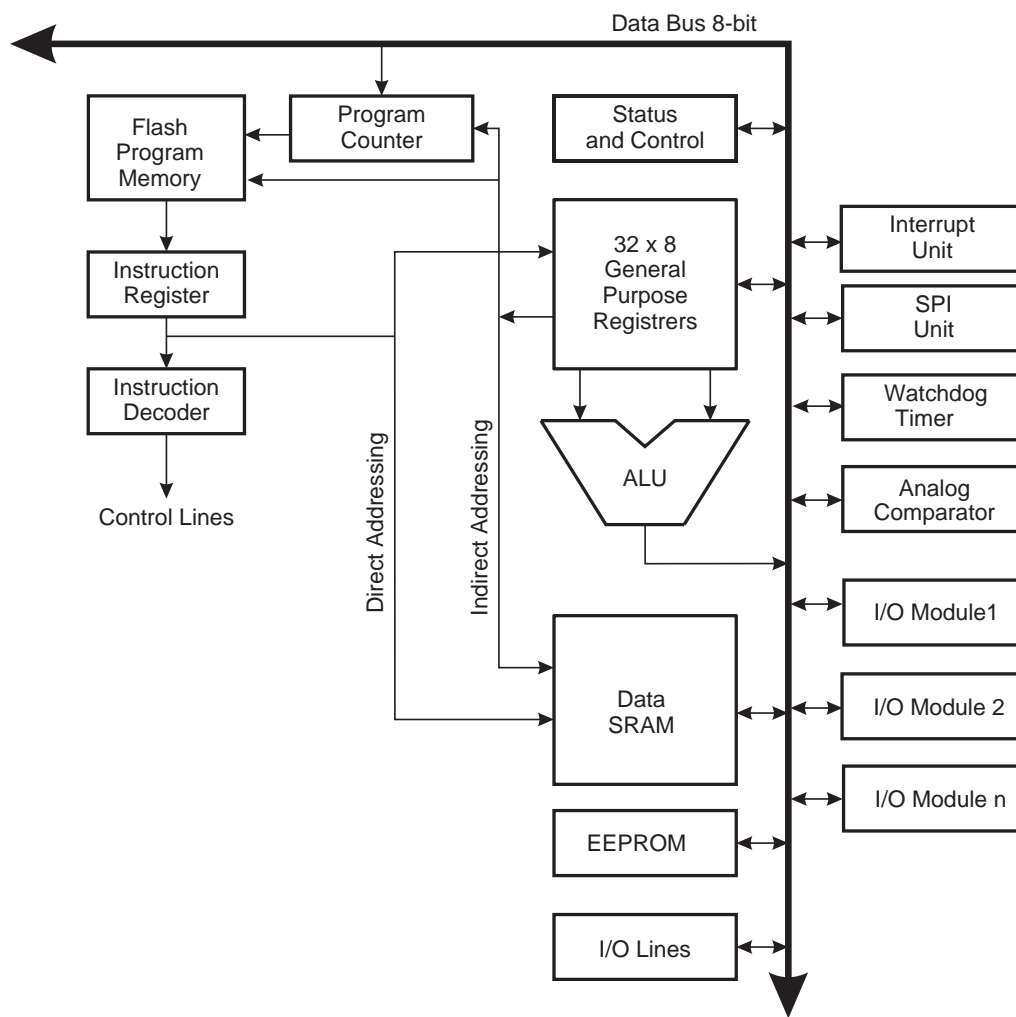 Data Bus 8-bit
Flash
Program
Memory
Program
Counter
Status
and Control
Instruction
Register
32 x 8
General
Purpose
Registrers
Interrupt
Unit
SPI
Unit
Instruction
Decoder
Watchdog
Timer
Control Lines
Direct Addressing
Indirect Addressing
ALU
Analog
Comparator
I/O Module1
Data
SRAM
I/O Module 2
I/O Module n
EEPROM
I/O Lines